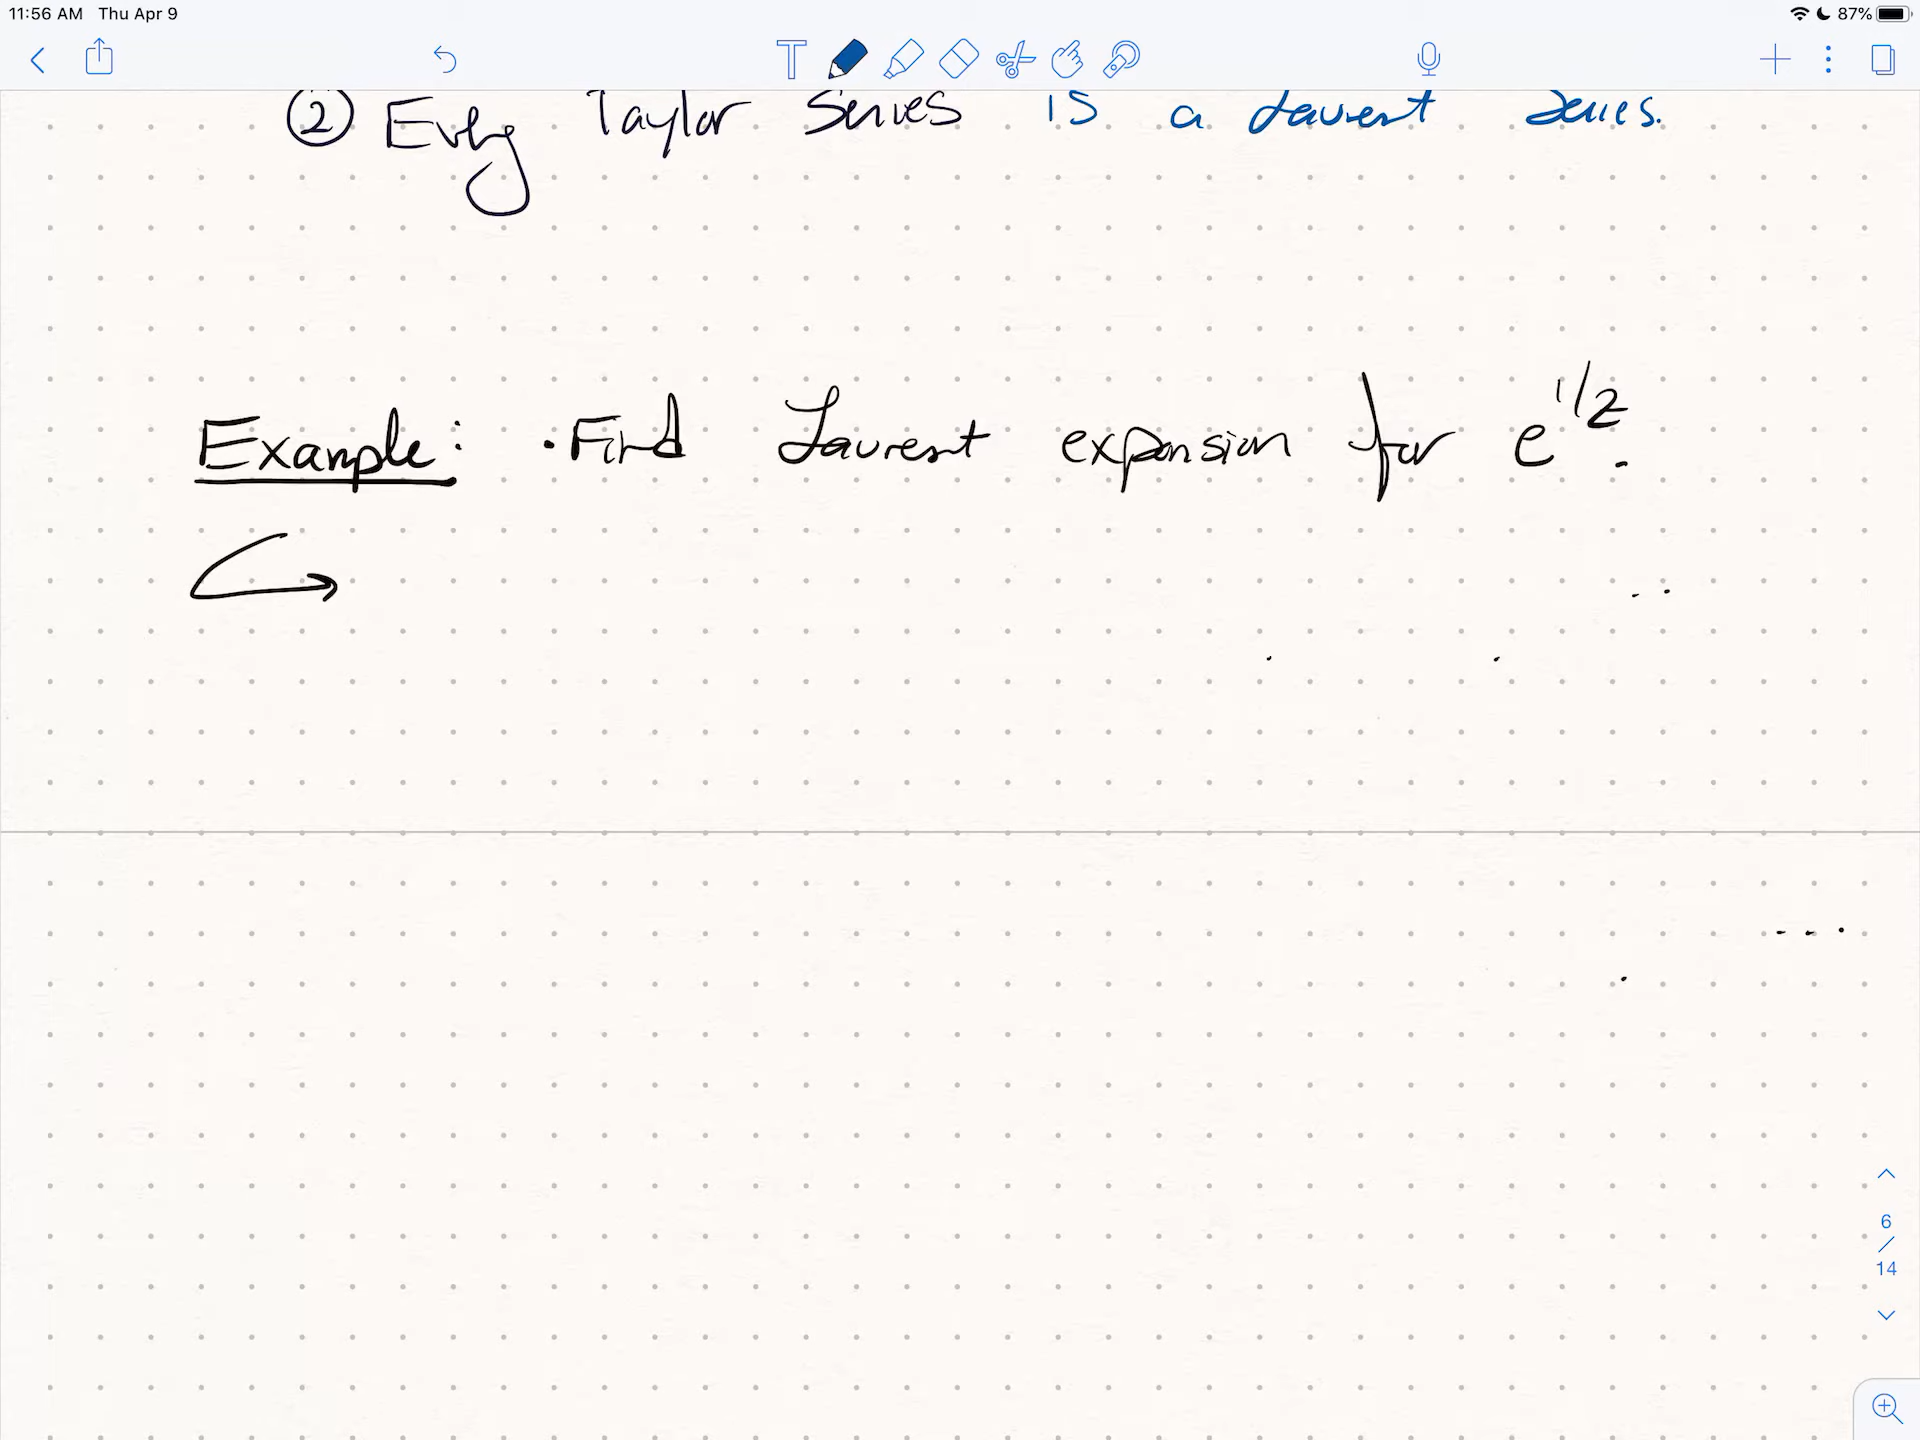 11:56 AM Thu Apr 9 87%
② Every Taylor Series is a Laurent Series.
Example: · Find Laurent expansion for e^{1/z}.
6
/
14